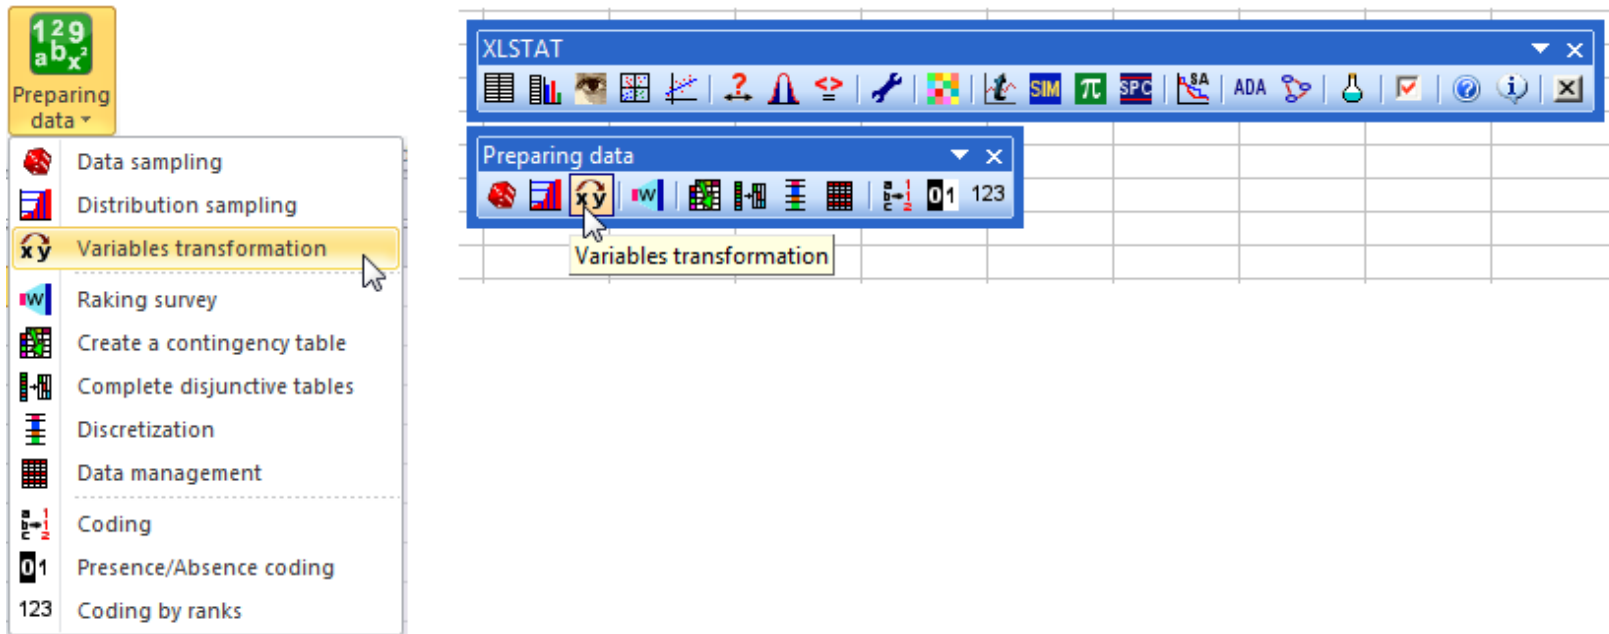 129
abx²
Preparing
data
Data sampling
Distribution sampling
Variables transformation
Raking survey
Create a contingency table
Complete disjunctive tables
Discretization
Data management
Coding
Presence/Absence coding
123 Coding by ranks
XLSTAT
SIM π SPC SA ADA
Preparing data
xy W 01 123
Variables transformation